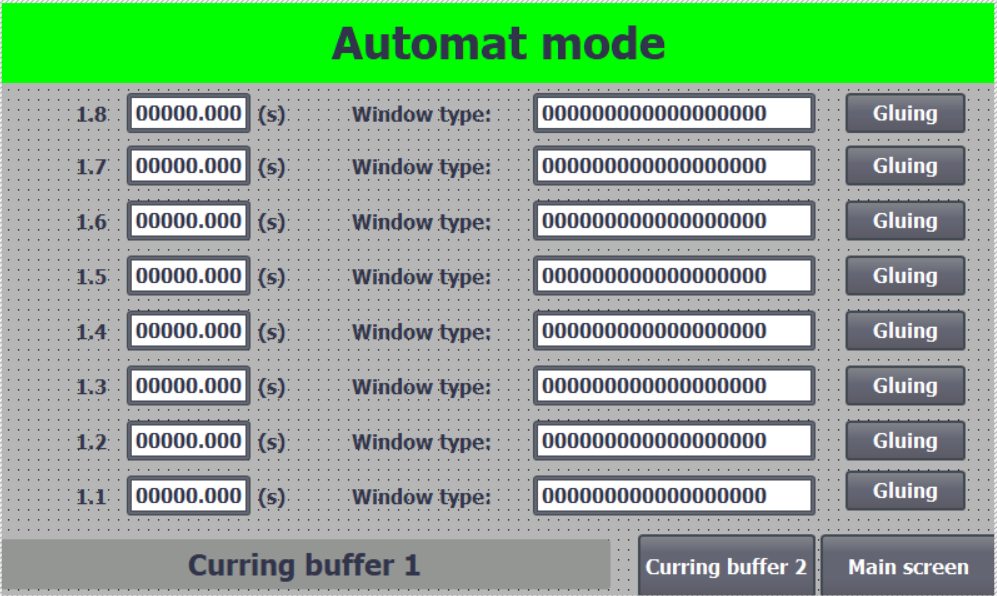 Automat mode
1.8 00000.000 (s) Window type: 000000000000000000 Gluing
1.7 00000.000 (s) Window type: 000000000000000000 Gluing
1.6 00000.000 (s) Window type: 000000000000000000 Gluing
1.5 00000.000 (s) Window type: 000000000000000000 Gluing
1.4 00000.000 (s) Window type: 000000000000000000 Gluing
1.3 00000.000 (s) Window type: 000000000000000000 Gluing
1.2 00000.000 (s) Window type: 000000000000000000 Gluing
1.1 00000.000 (s) Window type: 000000000000000000 Gluing
Curring buffer 1 Curring buffer 2 Main screen